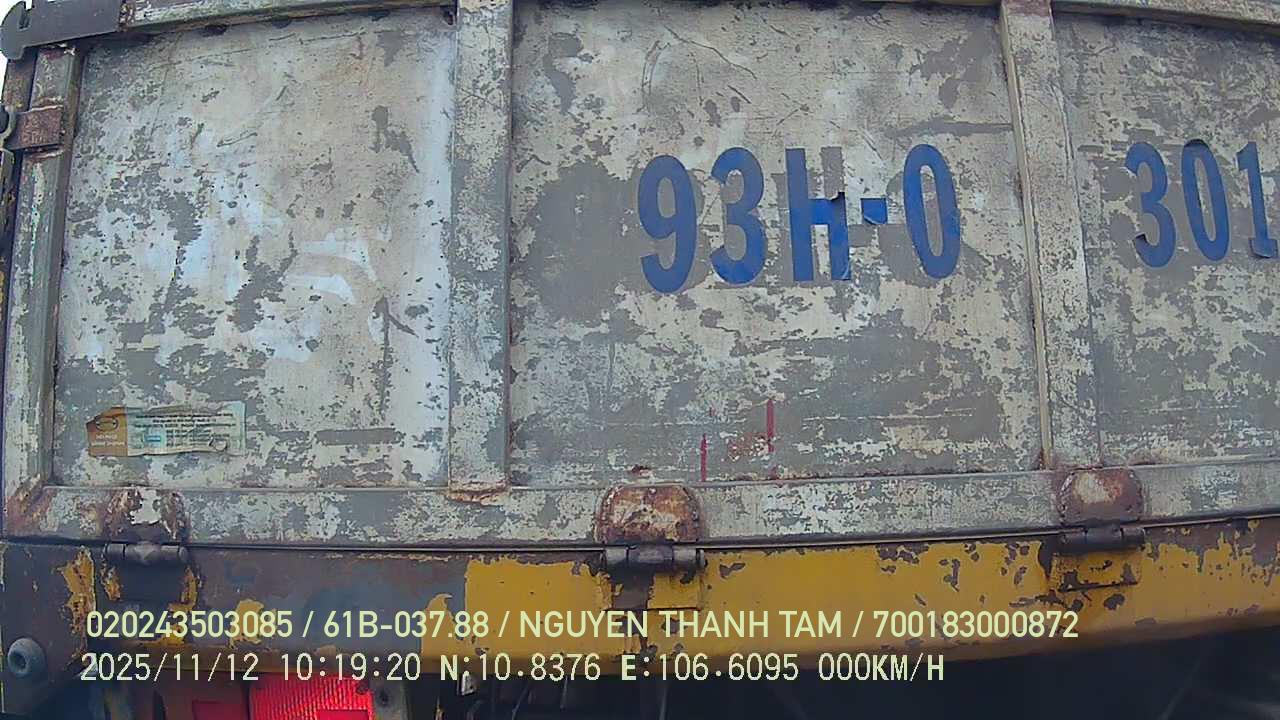 93H-0 301
020243503085 / 61B-037.88 / NGUYEN THANH TAM / 700183000872
2025/11/12 10:19:20 N:10.8376 E:106.6095 000KM/H